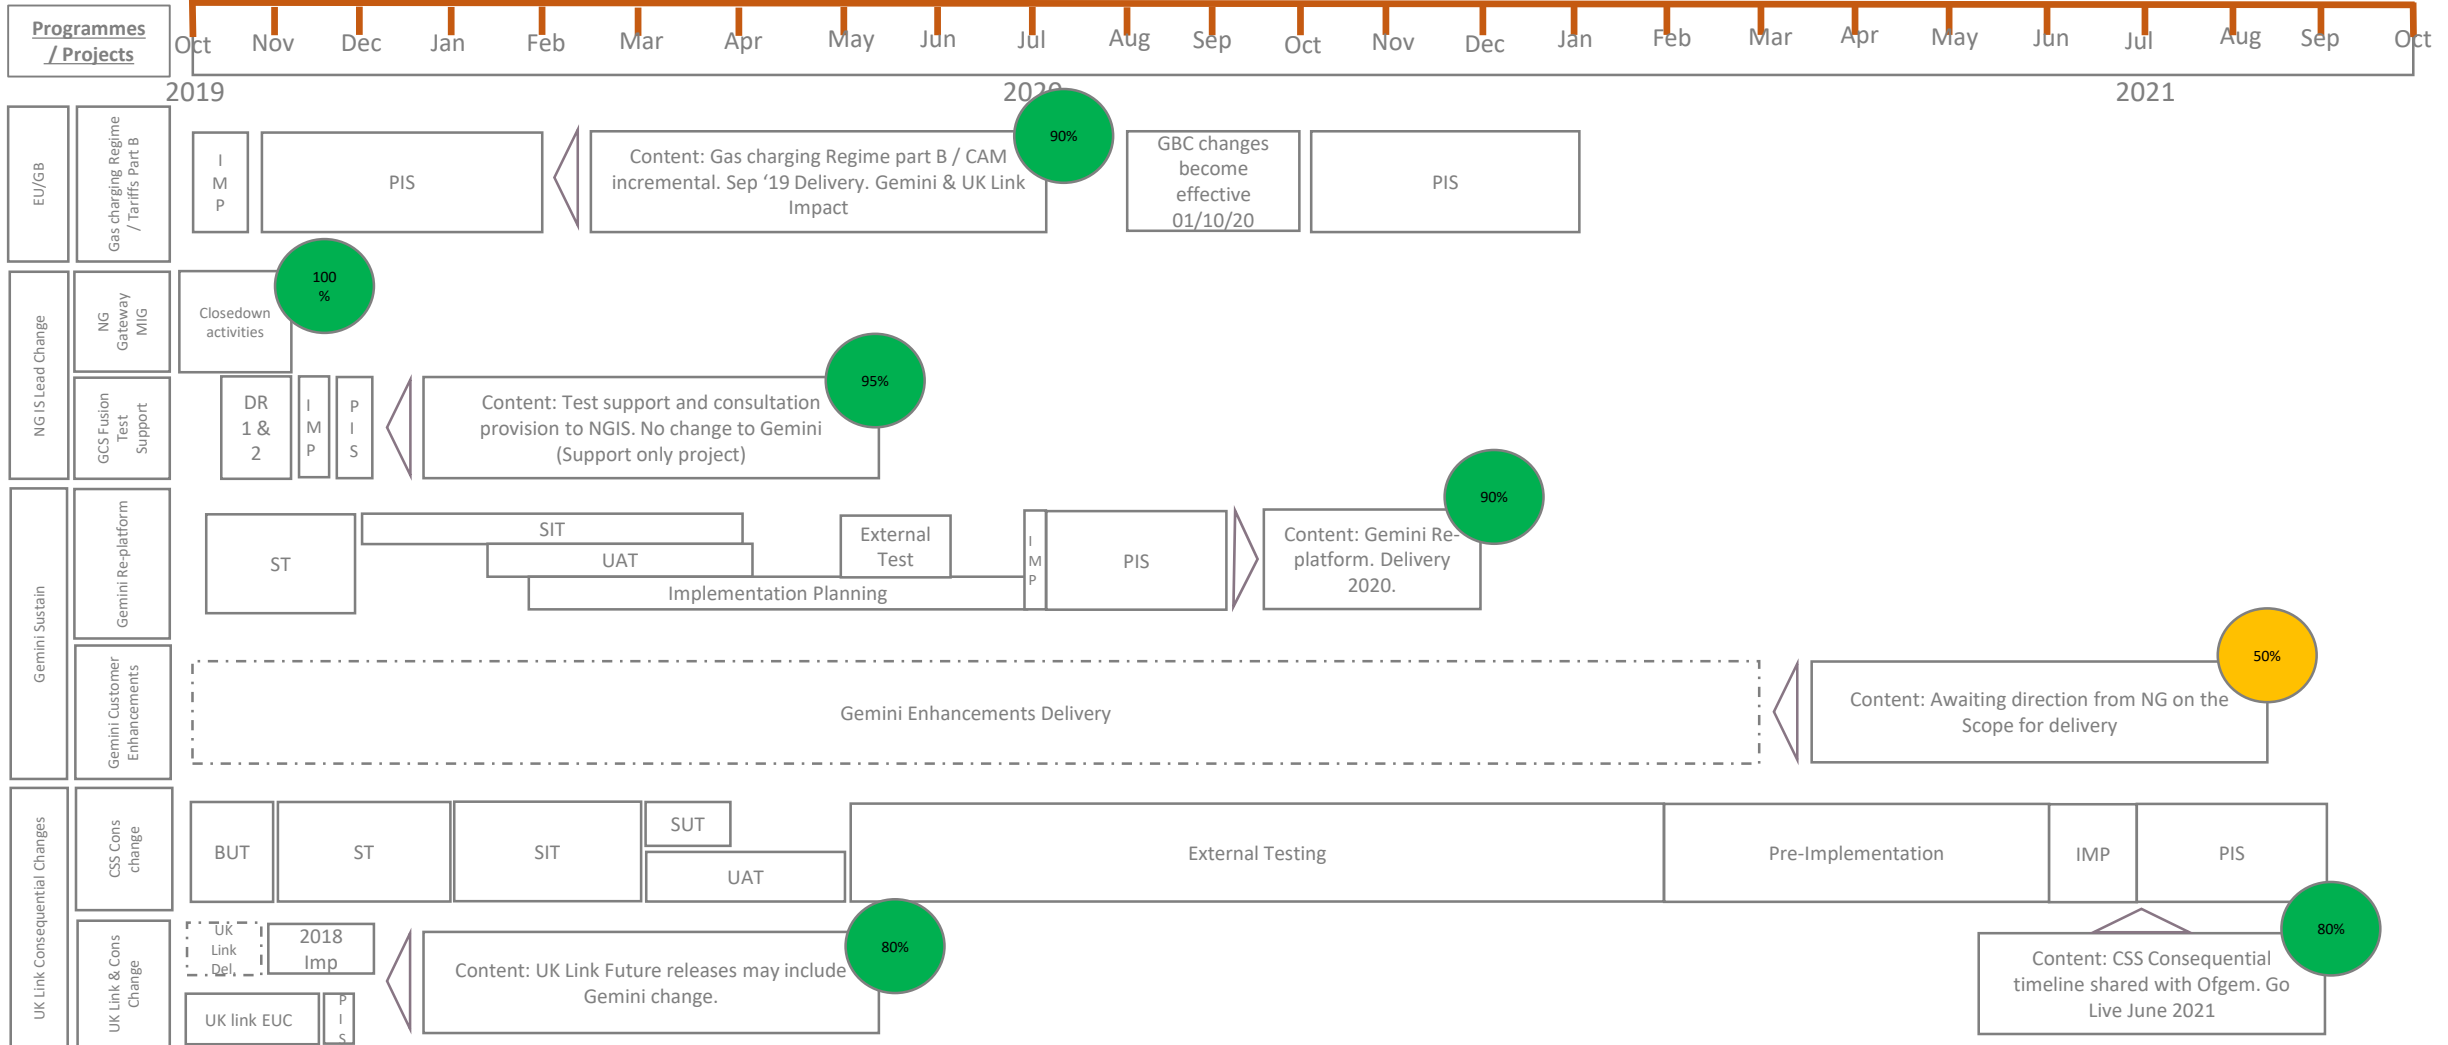 Programmes
/ Projects
Oct
Nov
Dec
Jan
Feb
Mar
Apr
May
Jun
Jul
Aug
Sep
Oct
Nov
Dec
Jan
Feb
Mar
Apr
May
Jun
Jul
Aug
Sep
Oct
2019
2020
2021
EU/GB
Gas charging Regime
/ Tariffs Part B
I
M
P
PIS
Content: Gas charging Regime part B / CAM
incremental. Sep ‘19 Delivery. Gemini & UK Link
Impact
90%
GBC changes
become
effective
01/10/20
PIS
NG IS Lead Change
NG
Gateway
MIG
Closedown
activities
100
%
GCS Fusion
Test
Support
DR
1 &
2
I
M
P
P
I
S
Content: Test support and consultation
provision to NGIS. No change to Gemini
(Support only project)
95%
Gemini Sustain
Gemini Re-platform
ST
SIT
UAT
Implementation Planning
External
Test
I
M
P
PIS
Content: Gemini Re-
platform. Delivery
2020.
90%
Gemini Customer
Enhancements
Gemini Enhancements Delivery
Content: Awaiting direction from NG on the
Scope for delivery
50%
UK Link Consequential Changes
CSS Cons
change
BUT
ST
SIT
SUT
UAT
External Testing
Pre-Implementation
IMP
PIS
UK Link & Cons
Change
UK
Link
Del
2018
Imp
UK link EUC
P
I
S
Content: UK Link Future releases may include
Gemini change.
80%
Content: CSS Consequential
timeline shared with Ofgem. Go
Live June 2021
80%